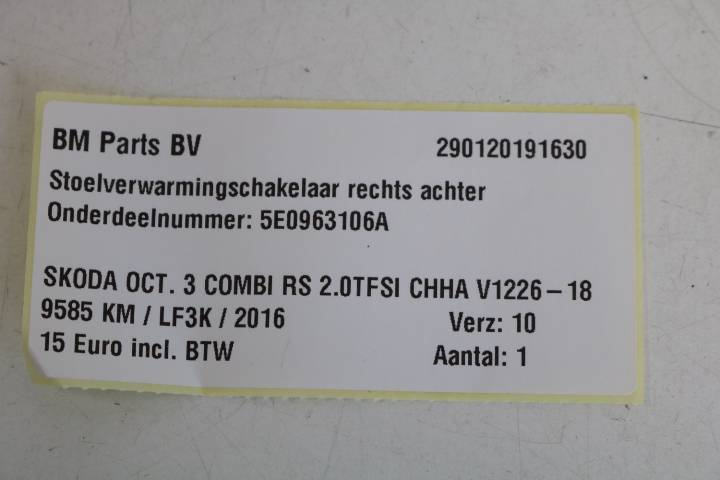 BM Parts BV 290120191630
Stoelverwarmingschakelaar rechts achter
Onderdeelnummer: 5E0963106A
SKODA OCT. 3 COMBI RS 2.0TFSI CHHA V1226-18
9585 KM / LF3K / 2016 Verz: 10
15 Euro incl. BTW Aantal: 1